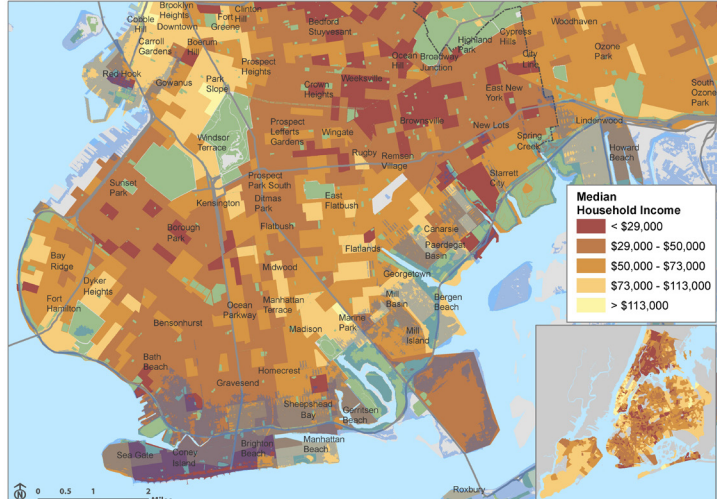 Brooklyn
Heights
Downtown
Cobble
Hill
Carroll
Gardens
Boerum
Hill
Fort
Greene
Clinton
Hill
Bedford
Stuyvesant
Ocean
Hill
Broadway
Junction
Highland
Park
Cypress
Hills
City
Line
Woodhaven
Ozone
Park
South
Ozone
Park
Red Hook
Gowanus
Park
Slope
Prospect
Heights
Crown
Heights
Weeksville
East New
York
Brownsville
New Lots
Lindenwood
Spring
Creek
Howard
Beach
Windsor
Terrace
Prospect
Lefferts
Gardens
Wingate
Rugby
Remsen
Village
Starrett
City
Sunset
Park
Kensington
Prospect
Park South
Ditmas
Park
East
Flatbush
Flatbush
Canarsie
Paerdegat
Basin
Borough
Park
Flatlands
Bay
Ridge
Dyker
Heights
Fort
Hamilton
Midwood
Georgetown
Mill
Basin
Bergen
Beach
Ocean
Parkway
Manhattan
Terrace
Madison
Marine
Park
Mill
Island
Bensonhurst
Bath
Beach
Gravesend
Homecrest
Sheepshead
Bay
Gerritsen
Beach
Sea Gate
Coney
Island
Brighton
Beach
Manhattan
Beach
Roxbury
Median
Household Income
< $29,000
$29,000 - $50,000
$50,000 - $73,000
$73,000 - $113,000
> $113,000
N
0 0.5 1 2
Miles